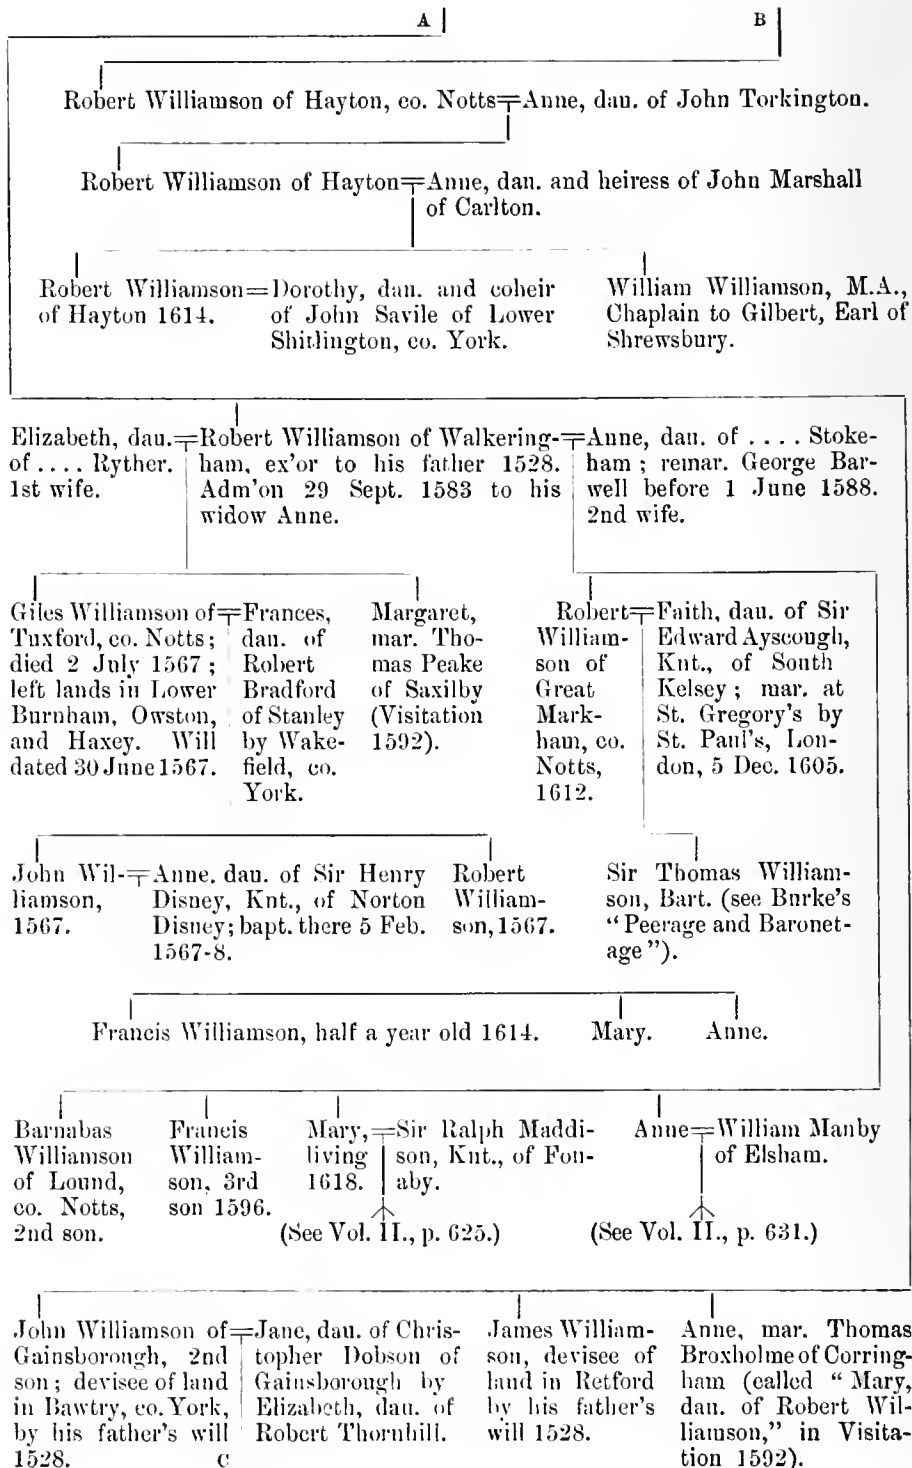 A B
Robert Williamson of Hayton, co. Notts=Anne, dau. of John Torkington.
Robert Williamson of Hayton=Anne, dau. and heiress of John Marshall
of Carlton.
Robert Williamson=Dorothy, dau. and coheir
of Hayton 1614. of John Savile of Lower
Shitlington, co. York.
William Williamson, M.A.,
Chaplain to Gilbert, Earl of
Shrewsbury.
Elizabeth, dau.
of .... Ryther.
1st wife.
=Robert Williamson of Walkering-
ham, ex'or to his father 1528.
Adm'on 29 Sept. 1583 to his
widow Anne.
=Anne, dau. of .... Stoke-
ham; remar. George Bar-
well before 1 June 1588.
2nd wife.
Giles Williamson of
Tuxford, co. Notts;
died 2 July 1567;
left lands in Lower
Burnham, Owston,
and Haxey. Will
dated 30 June 1567.
=Frances,
dau. of
Robert
Bradford
of Stanley
by Wake-
field, co.
York.
Margaret,
mar. Tho-
mas Peake
of Saxilby
(Visitation
1592).
Robert
William-
son of
Great
Mark-
ham, co.
Notts,
1612.
=Faith, dau. of Sir
Edward Ayscough,
Knt., of South
Kelsey; mar. at
St. Gregory's by
St. Paul's, Lon-
don, 5 Dec. 1605.
John Wil-
liamson,
1567.
=Anne, dau. of Sir Henry
Disney, Knt., of Norton
Disney; bapt. there 5 Feb.
1567-8.
Robert
William-
son, 1567.
Sir Thomas William-
son, Bart. (see Burke's
"Peerage and Baronet-
age").
Francis Williamson, half a year old 1614. Mary. Anne.
Barnabas
Williamson
of Lound,
co. Notts,
2nd son.
Francis
William-
son, 3rd
son 1596.
Mary,
living
1618.
=Sir Ralph Maddi-
son, Knt., of Fon-
aby.
(See Vol. II., p. 625.)
Anne=William Manby
of Elsham.
(See Vol. II., p. 631.)
John Williamson of
Gainsborough, 2nd
son; devisee of land
in Bawtry, co. York,
by his father's will
1528.
=Jane, dau. of Chris-
topher Dobson of
Gainsborough by
Elizabeth, dau. of
Robert Thornhill.
James William-
son, devisee of
land in Retford
by his father's
will 1528.
Anne, mar. Thomas
Broxholme of Corring-
ham (called "Mary,
dau. of Robert Wil-
liamson," in Visita-
tion 1592).
C